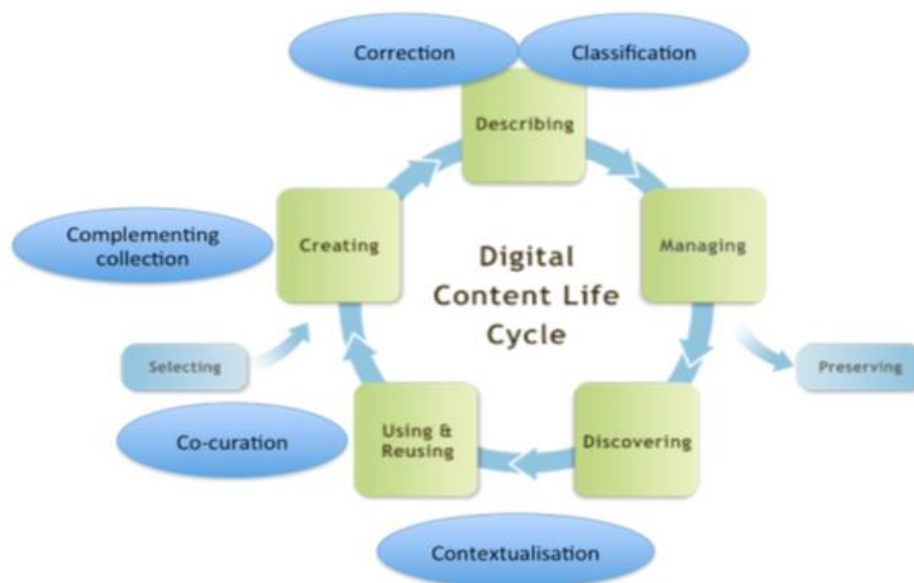 Correction
Classification
Describing
Complementing
collection
Creating
Managing
Digital
Content Life
Cycle
Selecting
Preserving
Co-curation
Using &
Reusing
Discovering
Contextualisation